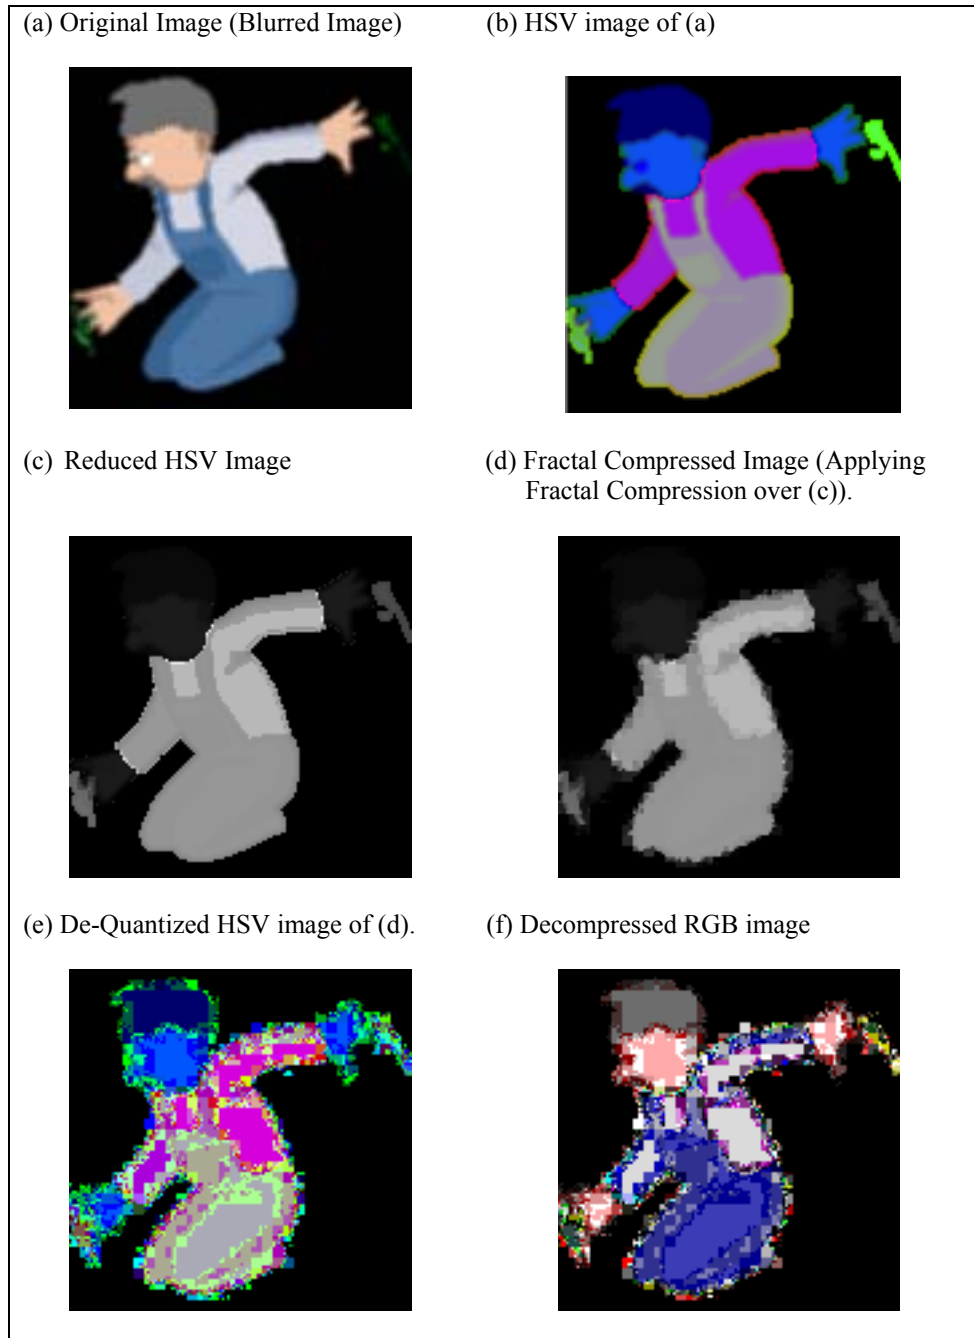 (a) Original Image (Blurred Image)
(b) HSV image of (a)
(c) Reduced HSV Image
(d) Fractal Compressed Image (Applying
Fractal Compression over (c)).
(e) De-Quantized HSV image of (d).
(f) Decompressed RGB image